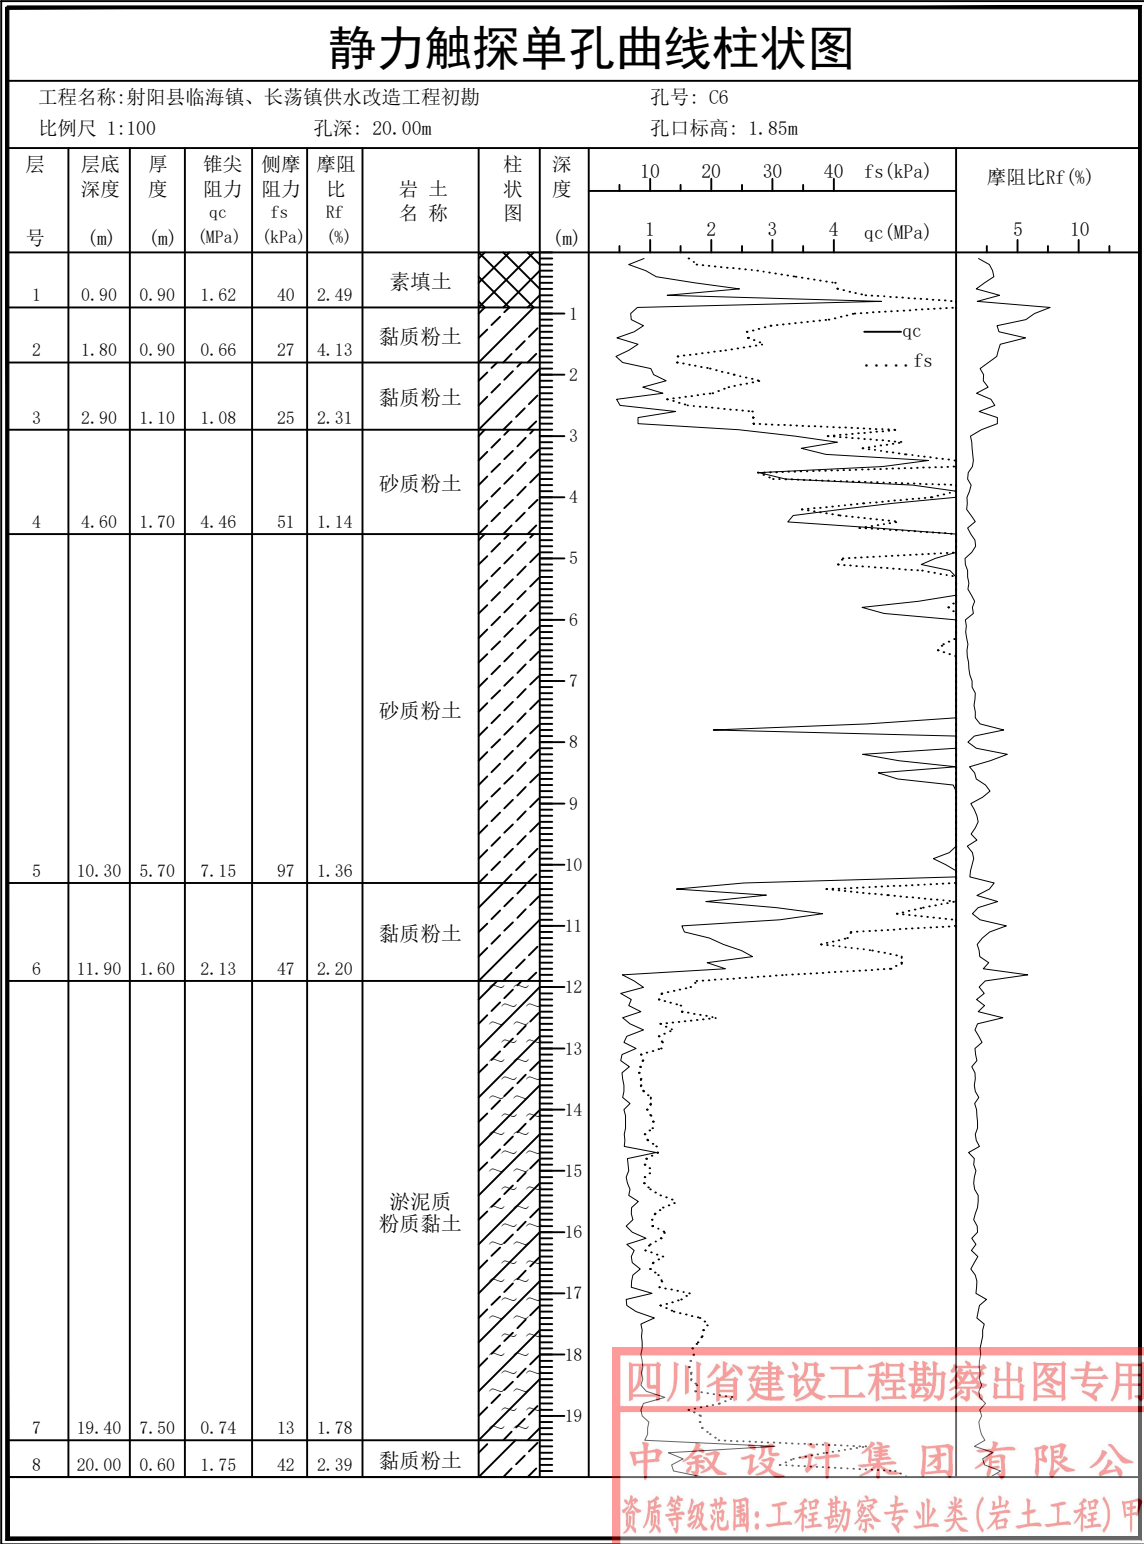 静力触探单孔曲线柱状图
工程名称:射阳县临海镇、长荡镇供水改造工程初勘 孔号: C6
比例尺 1:100 孔深: 20.00m 孔口标高: 1.85m
层号 层底深度(m) 厚度(m) 锥尖阻力qc(MPa) 侧摩阻力fs(kPa) 摩阻比Rf(%) 岩土名称 柱状图 深度(m)
10 20 30 40 fs(kPa)
1 2 3 4 qc(MPa)
摩阻比Rf(%)
5 10
qc
fs
1 0.90 0.90 1.62 40 2.49 素填土
2 1.80 0.90 0.66 27 4.13 黏质粉土
3 2.90 1.10 1.08 25 2.31 黏质粉土
4 4.60 1.70 4.46 51 1.14 砂质粉土
5 10.30 5.70 7.15 97 1.36 砂质粉土
6 11.90 1.60 2.13 47 2.20 黏质粉土
7 19.40 7.50 0.74 13 1.78 淤泥质粉质黏土
8 20.00 0.60 1.75 42 2.39 黏质粉土
1
2
3
4
5
6
7
8
9
10
11
12
13
14
15
16
17
18
19
四川省建设工程勘察出图专用
中叙设计集团有限公
资质等级范围:工程勘察专业类(岩土工程)甲